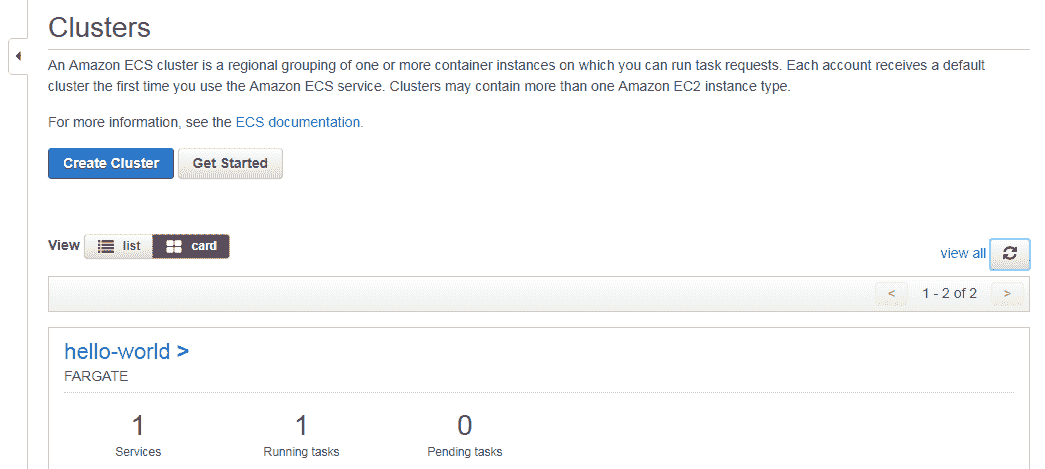 Clusters
An Amazon ECS cluster is a regional grouping of one or more container instances on which you can run task requests. Each account receives a default
cluster the first time you use the Amazon ECS service. Clusters may contain more than one Amazon EC2 instance type.
For more information, see the ECS documentation.
Create Cluster Get Started
View list card
view all
< 1 - 2 of 2 >
hello-world >
FARGATE
1 1 0
Services Running tasks Pending tasks